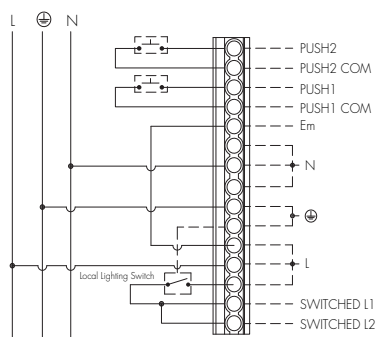 L N
PUSH2
PUSH2 COM
PUSH1
PUSH1 COM
Em
N
L
Local Lighting Switch
SWITCHED L1
SWITCHED L2